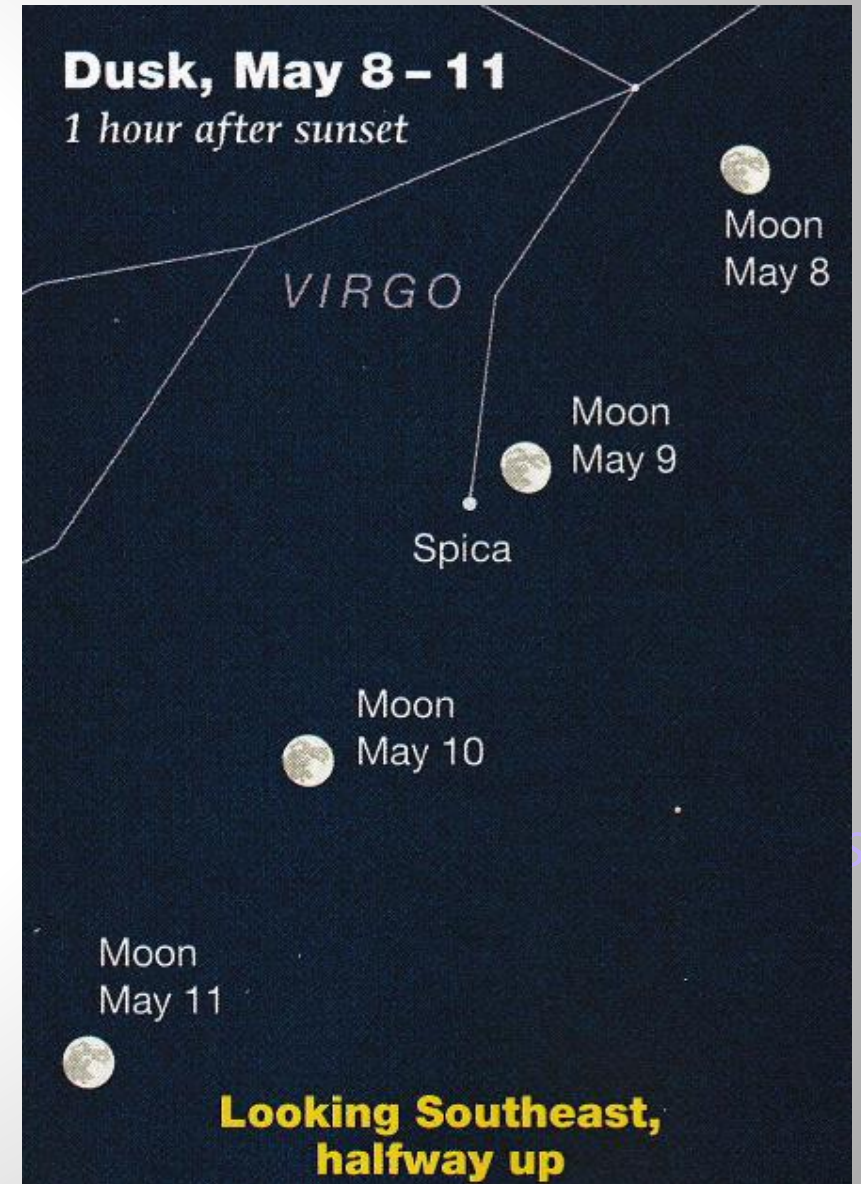 Dusk, May 8 – 11
1 hour after sunset
Moon
May 8
VIRGO
Moon
May 9
Spica
Moon
May 10
Moon
May 11
Looking Southeast,
halfway up